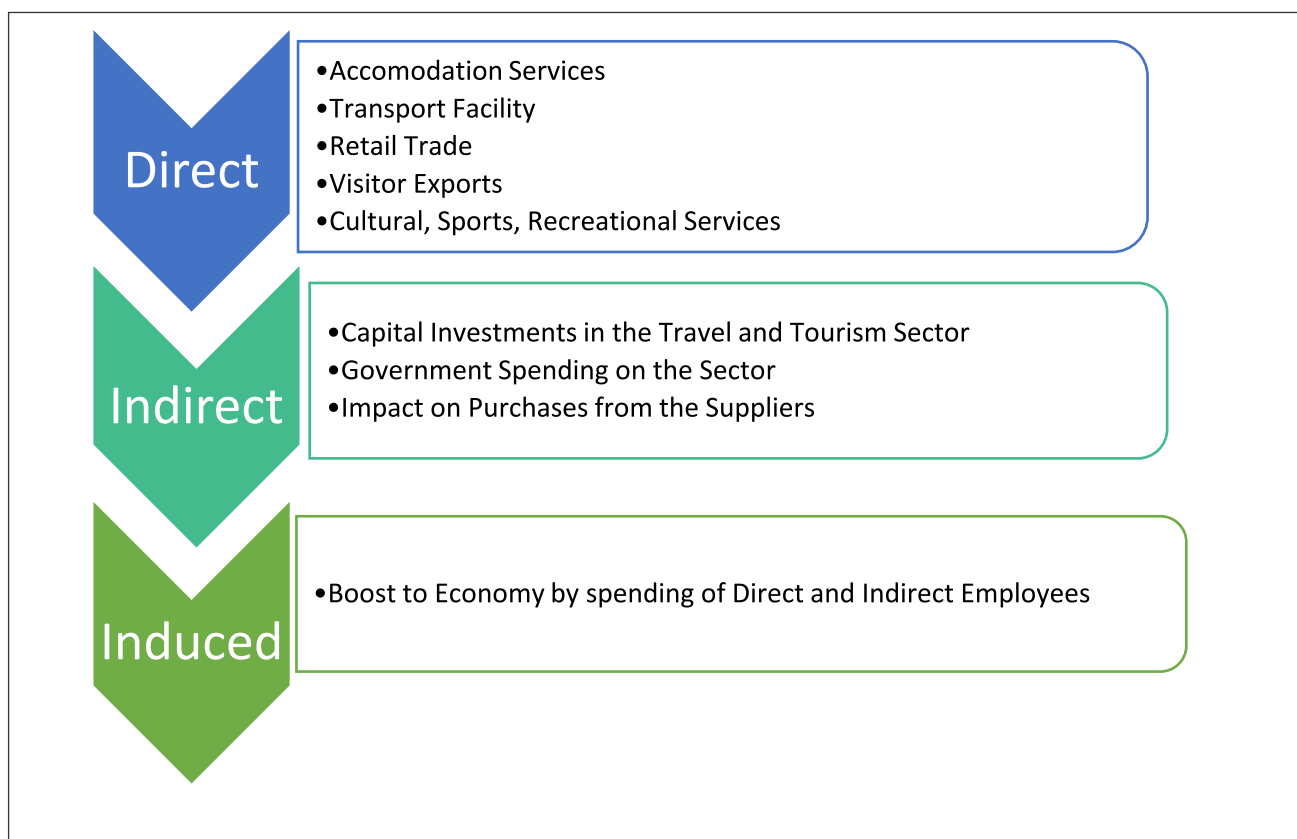 Direct
•Accomodation Services
•Transport Facility
•Retail Trade
•Visitor Exports
•Cultural, Sports, Recreational Services
Indirect
•Capital Investments in the Travel and Tourism Sector
•Government Spending on the Sector
•Impact on Purchases from the Suppliers
Induced
•Boost to Economy by spending of Direct and Indirect Employees